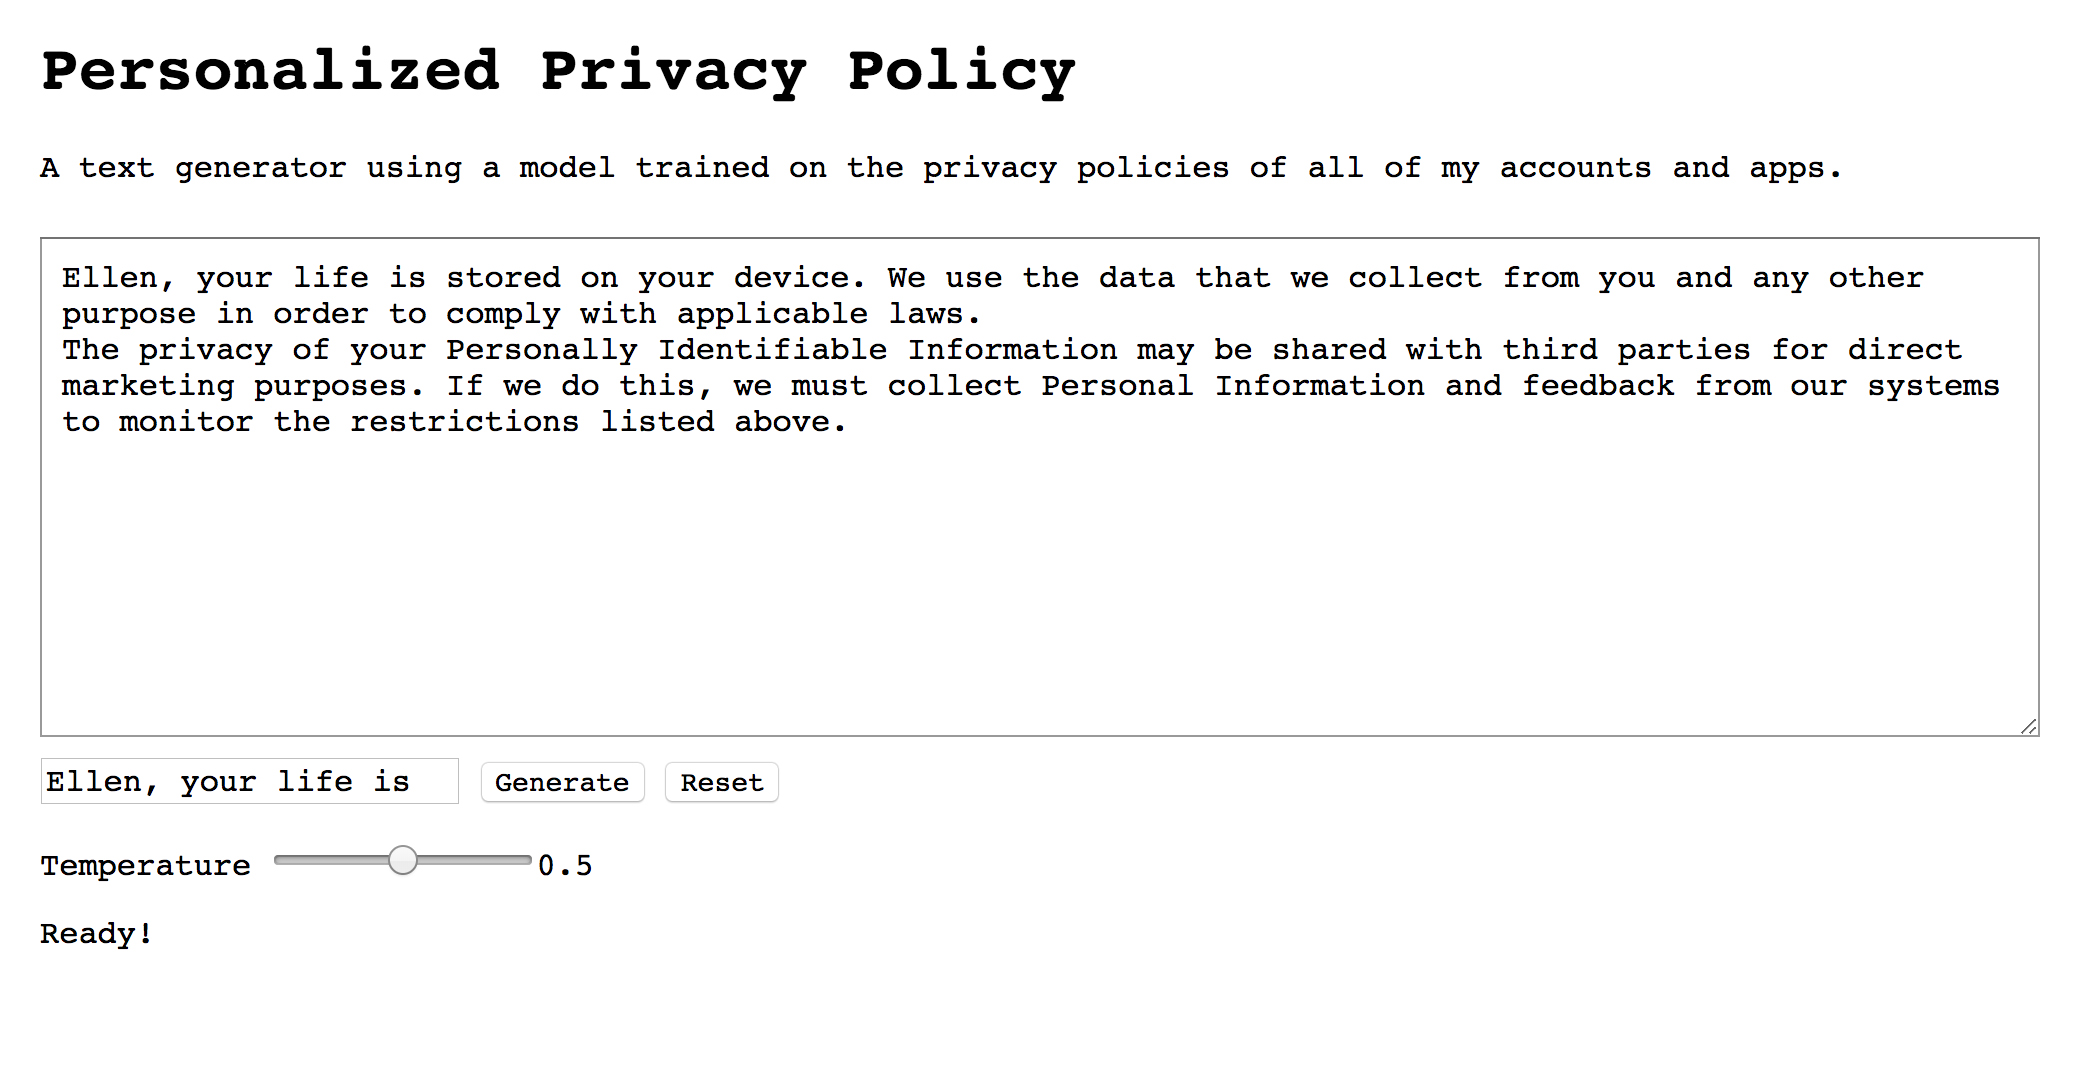 Personalized Privacy Policy
A text generator using a model trained on the privacy policies of all of my accounts and apps.
Ellen, your life is stored on your device. We use the data that we collect from you and any other
purpose in order to comply with applicable laws.
The privacy of your Personally Identifiable Information may be shared with third parties for direct
marketing purposes. If we do this, we must collect Personal Information and feedback from our systems
to monitor the restrictions listed above.
Ellen, your life is Generate Reset
Temperature 0.5
Ready!